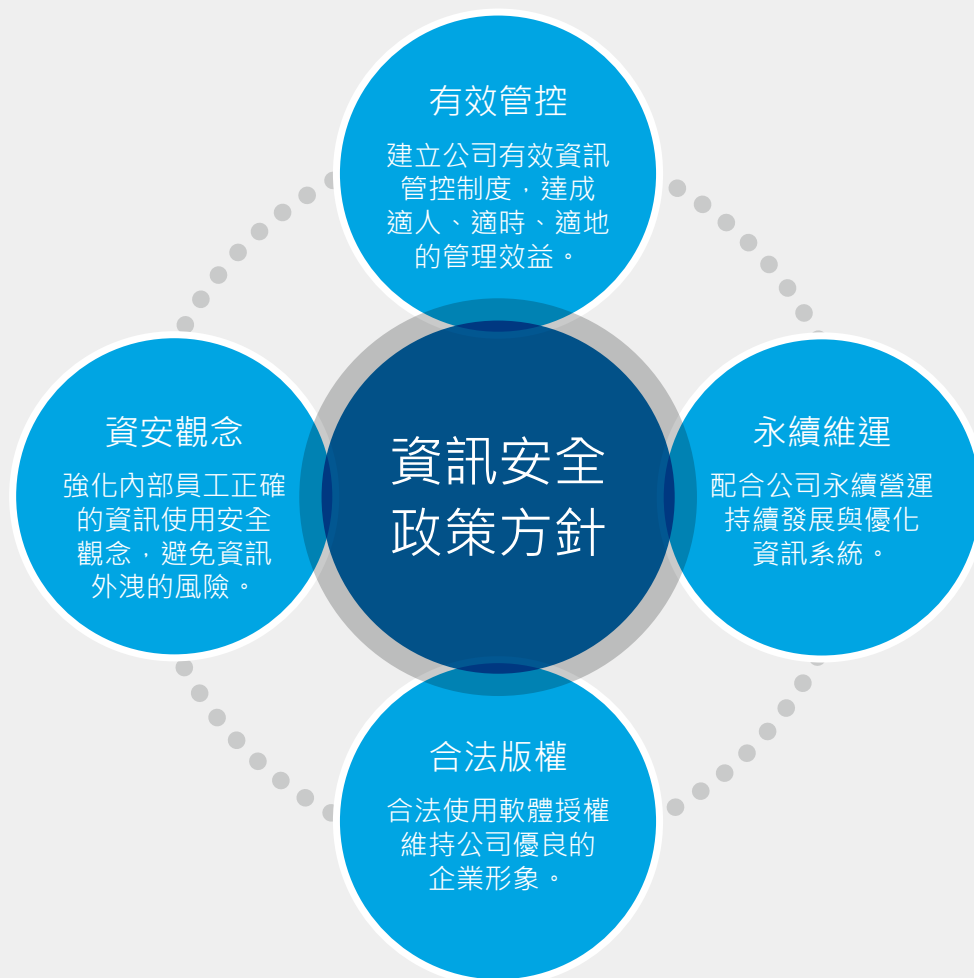 有效管控
建立公司有效資訊
管控制度，達成
適人、適時、適地
的管理效益。
資安觀念
強化內部員工正確
的資訊使用安全
觀念，避免資訊
外洩的風險。
資訊安全
政策方針
永續維運
配合公司永續營運
持續發展與優化
資訊系統。
合法版權
合法使用軟體授權
維持公司優良的
企業形象。